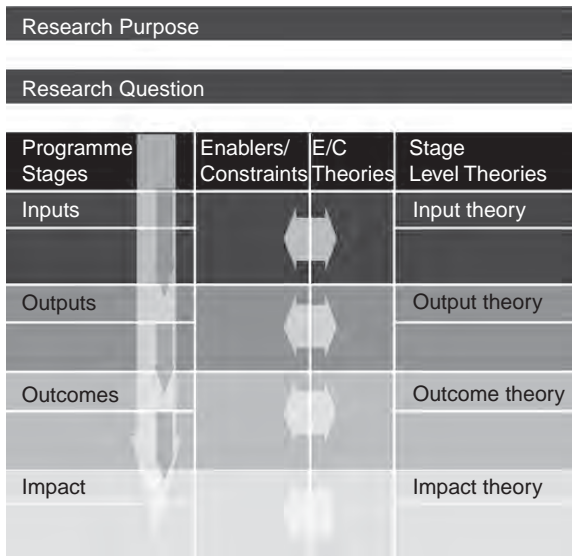 Research Purpose
Research Question
Programme Stages
Enablers/ Constraints
E/C Theories
Stage Level Theories
Inputs
Input theory
Outputs
Output theory
Outcomes
Outcome theory
Impact
Impact theory